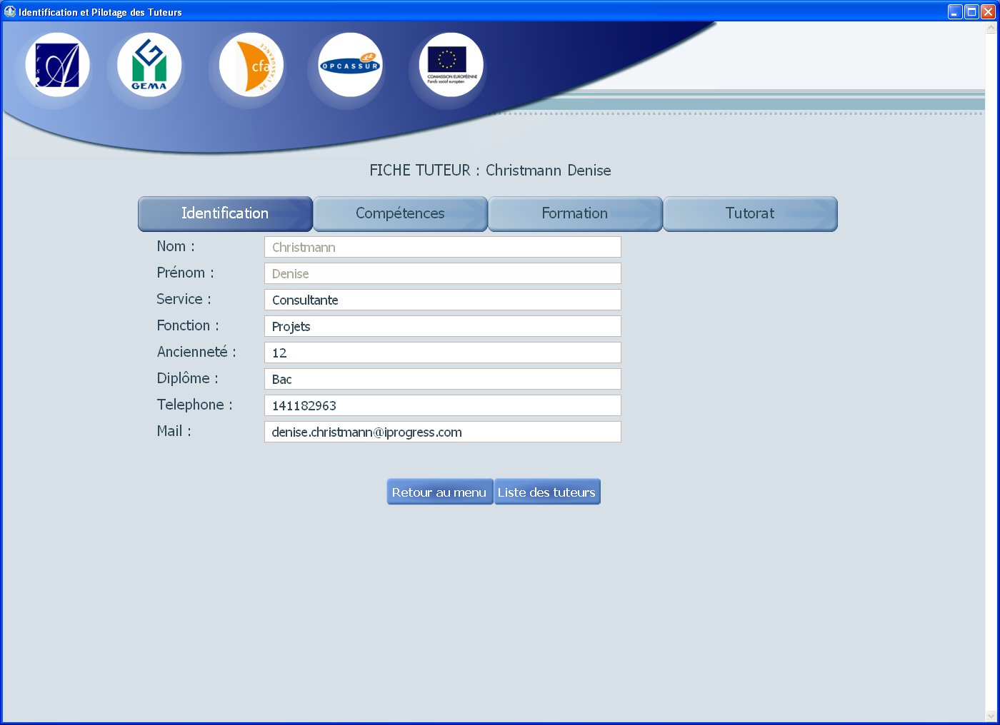 Identification et Pilotage des Tuteurs
F F S A
GEMA
cfa DE L'ASSURANCE
OPCASSUR
COMMISSION EUROPÉENNE
Fonds social européen
FICHE TUTEUR : Christmann Denise
Identification Compétences Formation Tutorat
Nom : Christmann
Prénom : Denise
Service : Consultante
Fonction : Projets
Ancienneté : 12
Diplôme : Bac
Telephone : 141182963
Mail : denise.christmann@iprogress.com
Retour au menu Liste des tuteurs